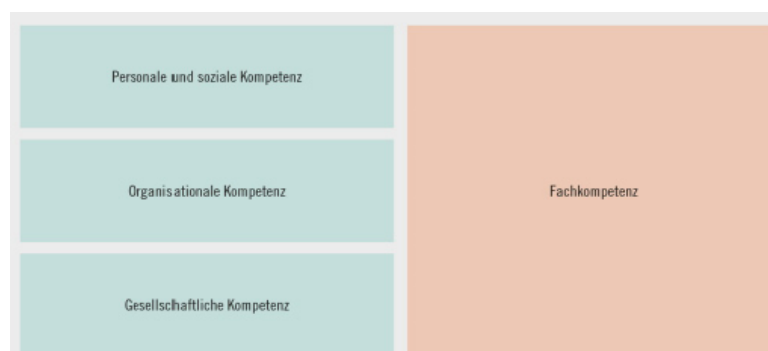 Personale und soziale Kompetenz
Organisationale Kompetenz
Fachkompetenz
Gesellschaftliche Kompetenz